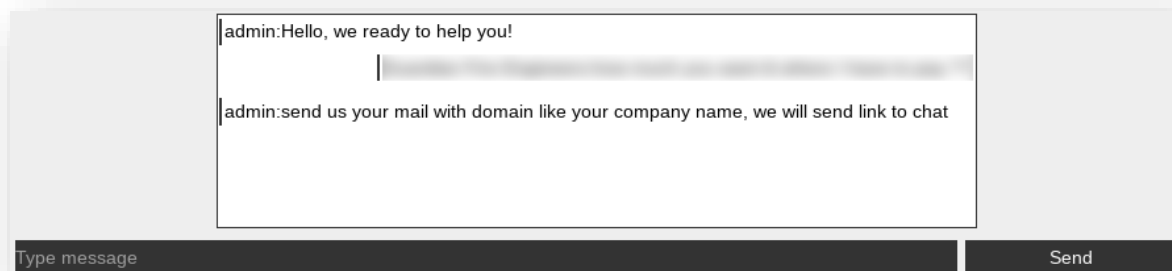 admin:Hello, we ready to help you!
admin:send us your mail with domain like your company name, we will send link to chat
Type message
Send